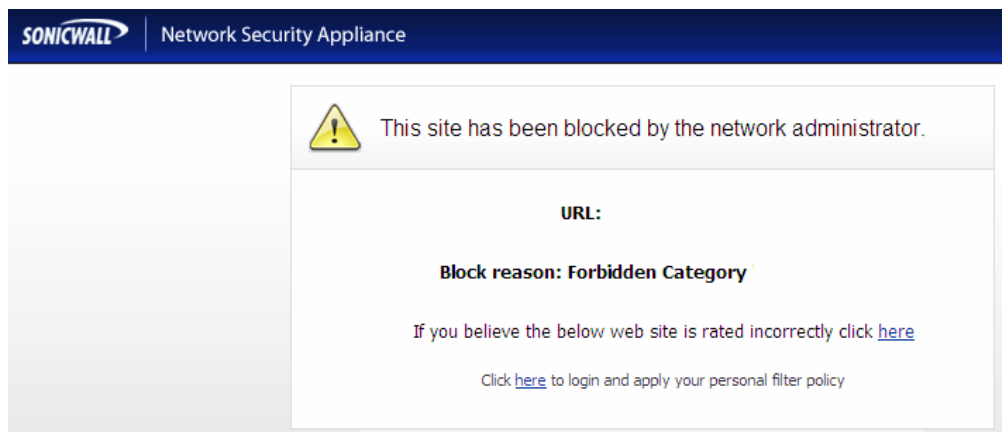 SONICWALL Network Security Appliance
This site has been blocked by the network administrator.
URL:
Block reason: Forbidden Category
If you believe the below web site is rated incorrectly click here
Click here to login and apply your personal filter policy